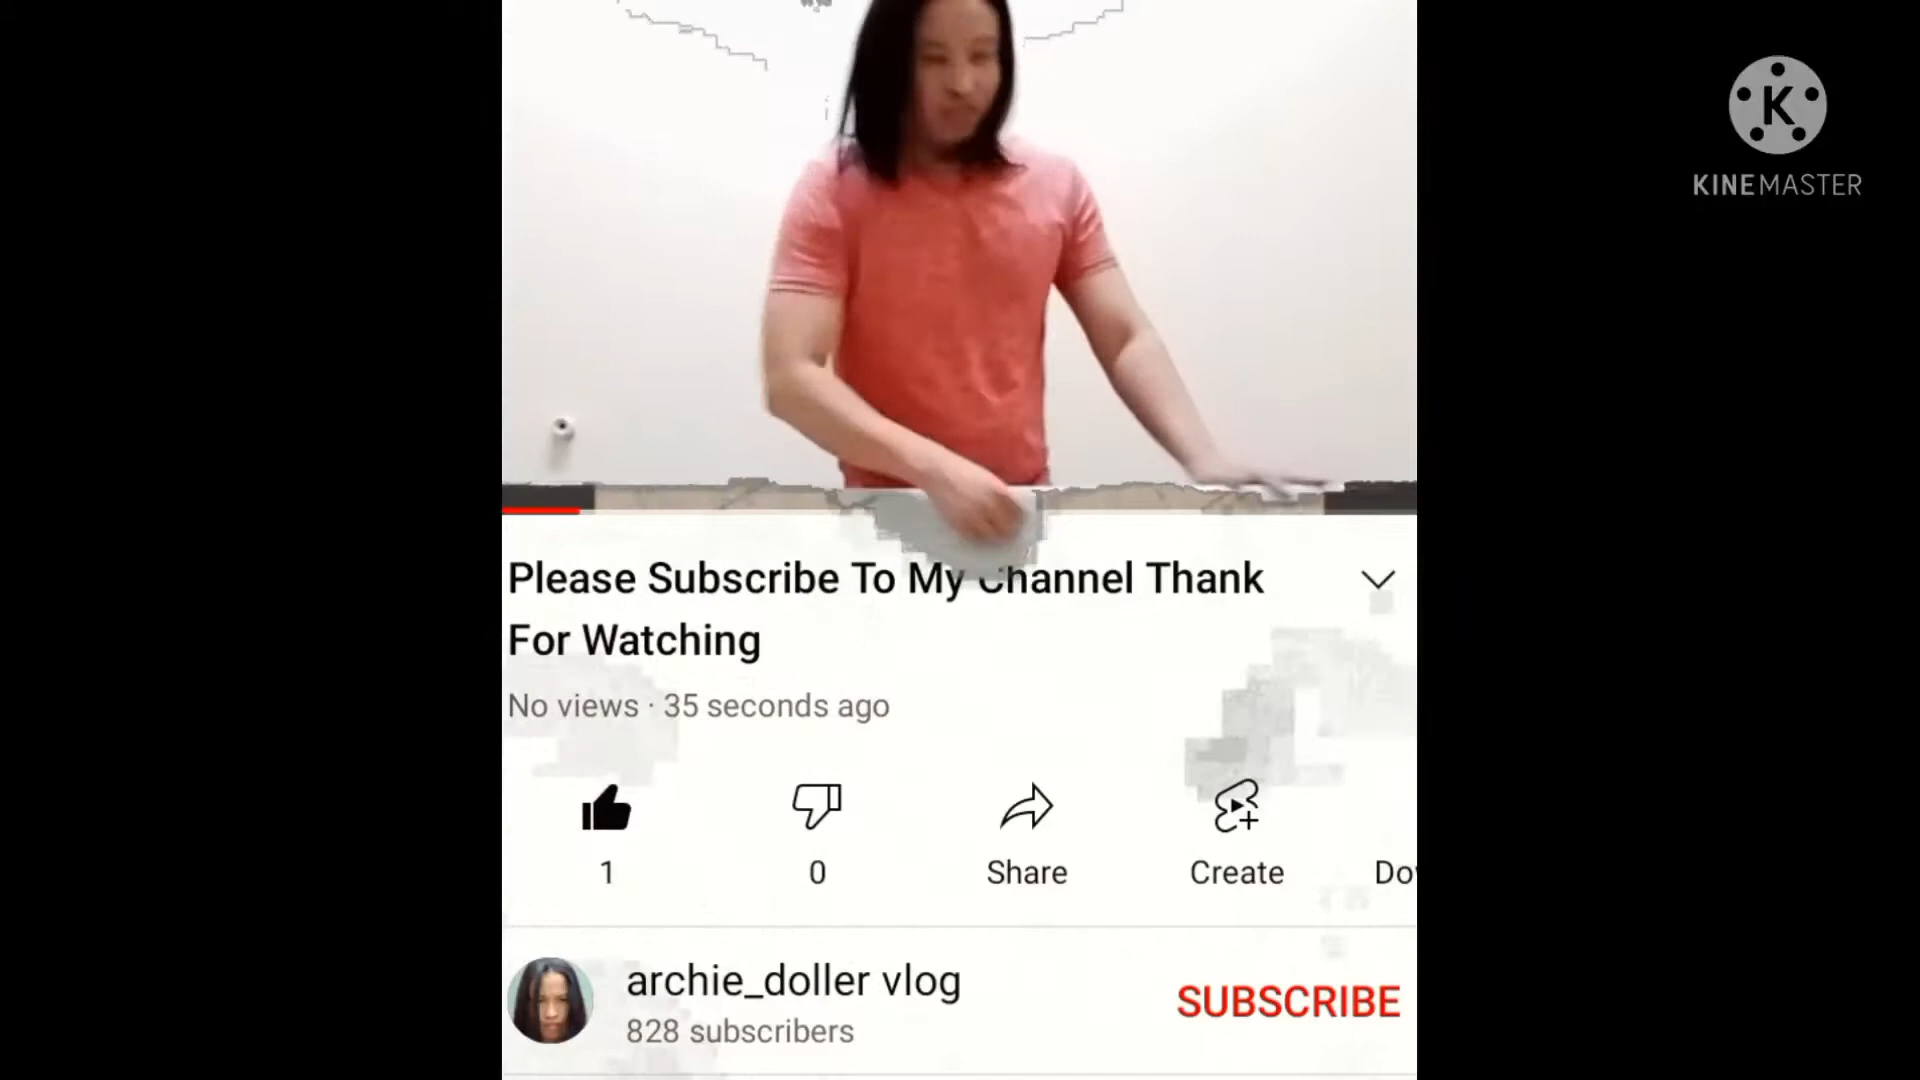 KINEMASTER
Please Subscribe To My Channel Thank
For Watching
No views · 35 seconds ago
1
0
Share
Create
archie_doller vlog
828 subscribers
SUBSCRIBE